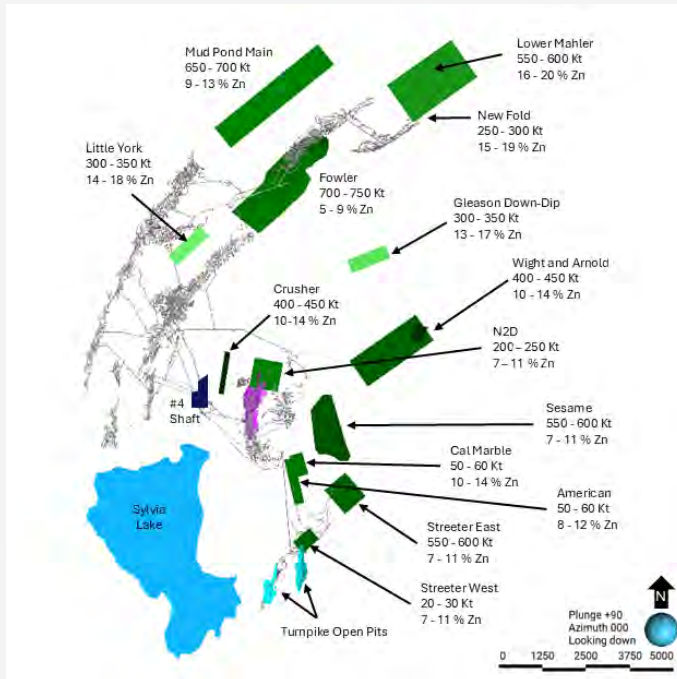 Mud Pond Main
650 - 700 Kt
9 - 13 % Zn
Lower Mahler
550 - 600 Kt
16 - 20 % Zn
New Fold
250 - 300 Kt
15 - 19 % Zn
Little York
300 - 350 Kt
14 - 18 % Zn
Fowler
700 - 750 Kt
5 - 9 % Zn
Gleason Down-Dip
300 - 350 Kt
13 - 17 % Zn
Wight and Arnold
400 - 450 Kt
10 - 14 % Zn
Crusher
400 - 450 Kt
10-14 % Zn
N2D
200 - 250 Kt
7 - 11 % Zn
#4
Shaft
Sesame
550 - 600 Kt
7 - 11 % Zn
Cal Marble
50 - 60 Kt
10 - 14 % Zn
American
50 - 60 Kt
8 - 12 % Zn
Sylvia
Lake
Streeter East
550 - 600 Kt
7 - 11 % Zn
Streeter West
20 - 30 Kt
7 - 11 % Zn
Turnpike Open Pits
N
Plunge +90
Azimuth 000
Looking down
0 1250 2500 3750 5000